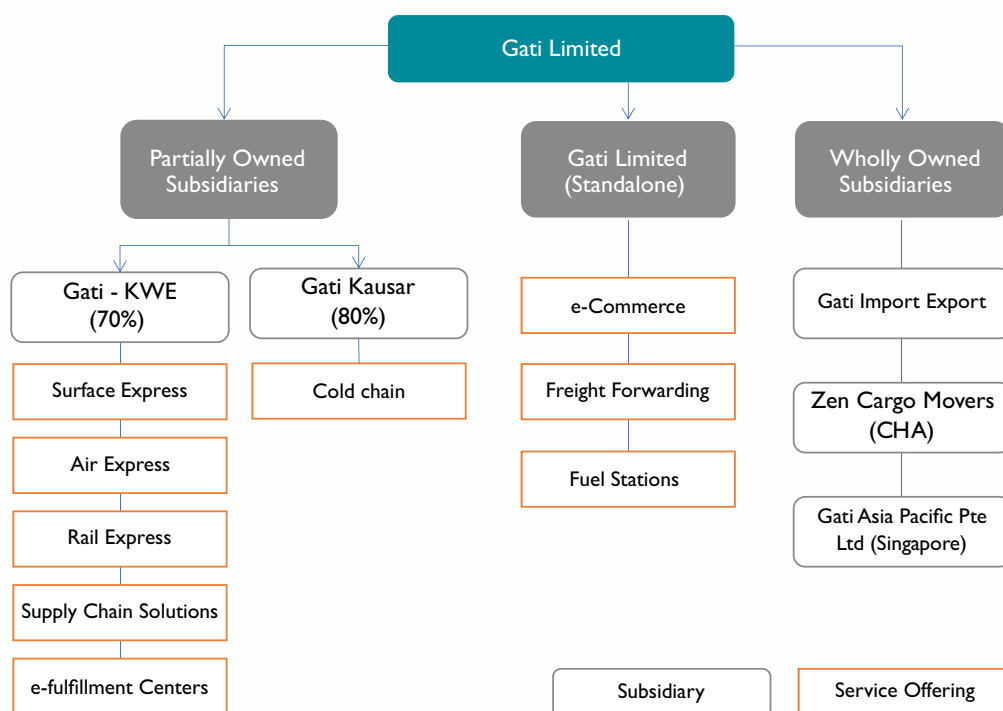 Gati Limited
Partially Owned
Subsidiaries
Gati Limited
(Standalone)
Wholly Owned
Subsidiaries
Gati - KWE
(70%)
Gati Kausar
(80%)
e-Commerce
Gati Import Export
Surface Express
Cold chain
Freight Forwarding
Zen Cargo Movers
(CHA)
Air Express
Fuel Stations
Rail Express
Gati Asia Pacific Pte
Ltd (Singapore)
Supply Chain Solutions
e-fulfillment Centers
Subsidiary
Service Offering